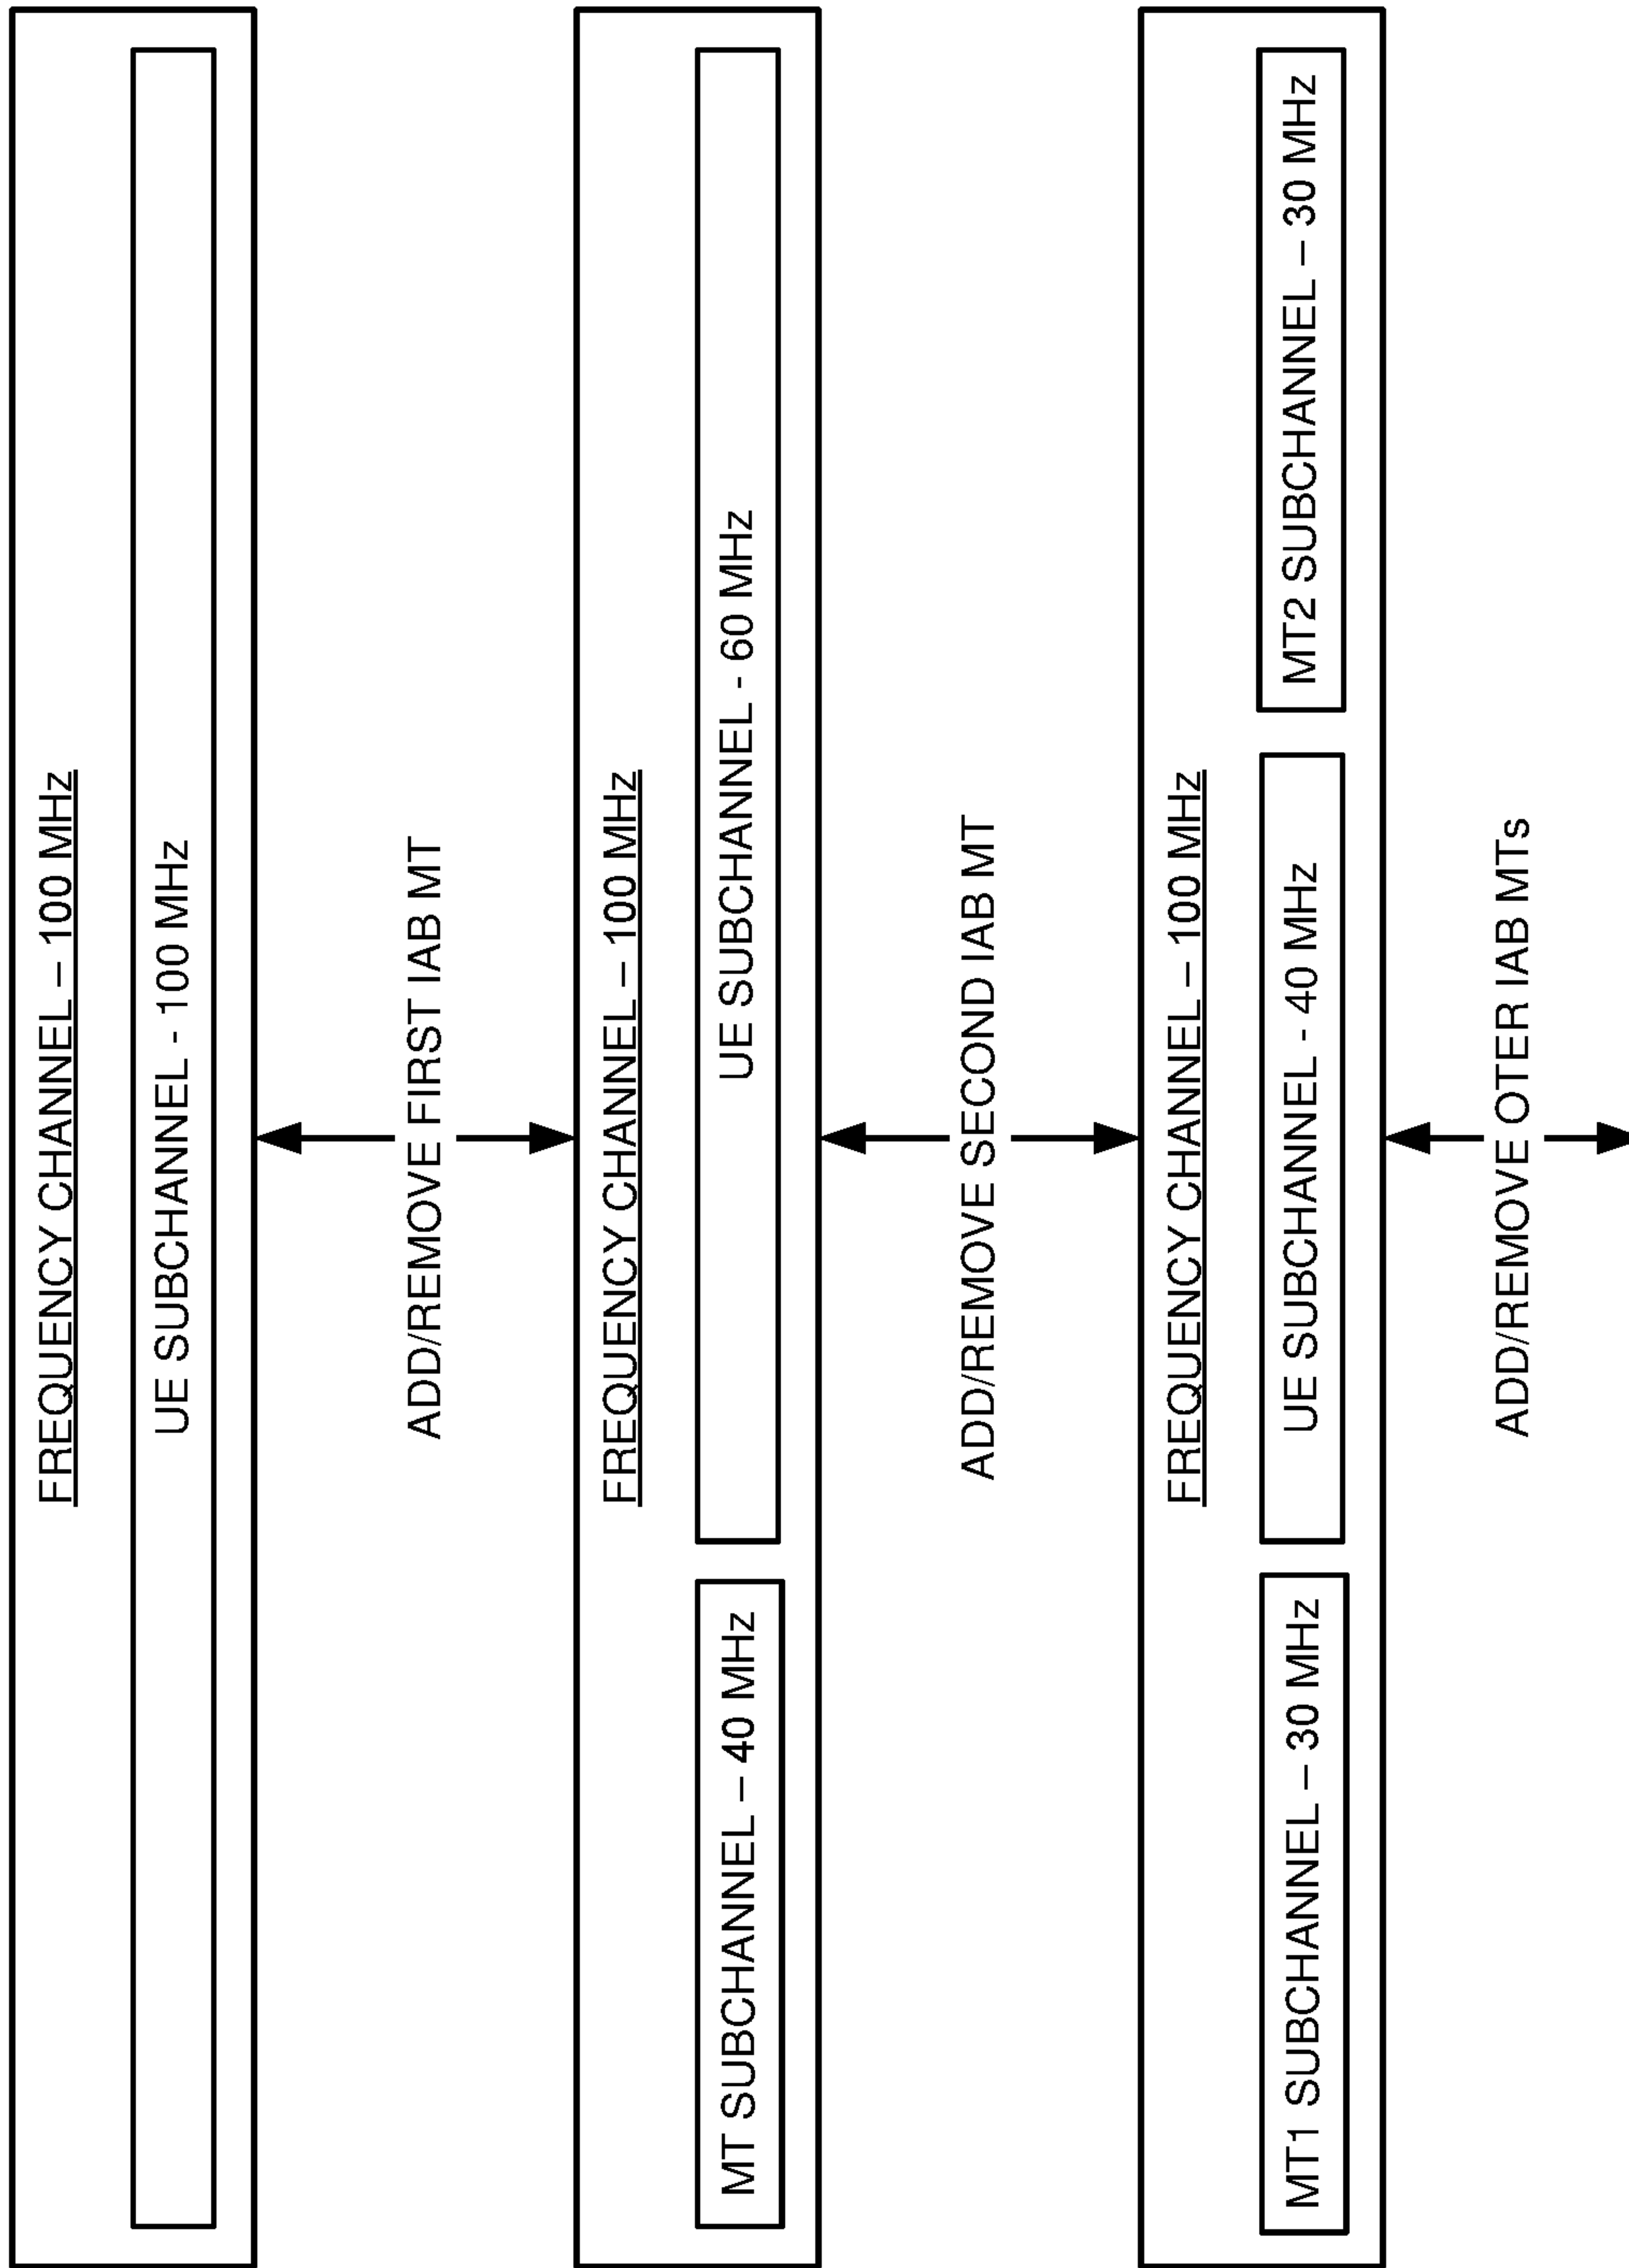 FREQUENCY CHANNEL – 100 MHz
UE SUBCHANNEL - 100 MHz
ADD/REMOVE FIRST IAB MT
FREQUENCY CHANNEL – 100 MHz
MT SUBCHANNEL – 40 MHz
UE SUBCHANNEL - 60 MHz
ADD/REMOVE SECOND IAB MT
FREQUENCY CHANNEL – 100 MHz
MT1 SUBCHANNEL – 30 MHz
UE SUBCHANNEL - 40 MHz
MT2 SUBCHANNEL – 30 MHz
ADD/REMOVE OTER IAB MTs